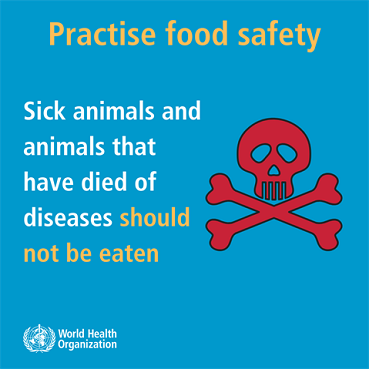 Practise food safety
Sick animals and
animals that
have died of
diseases should
not be eaten
World Health
Organization